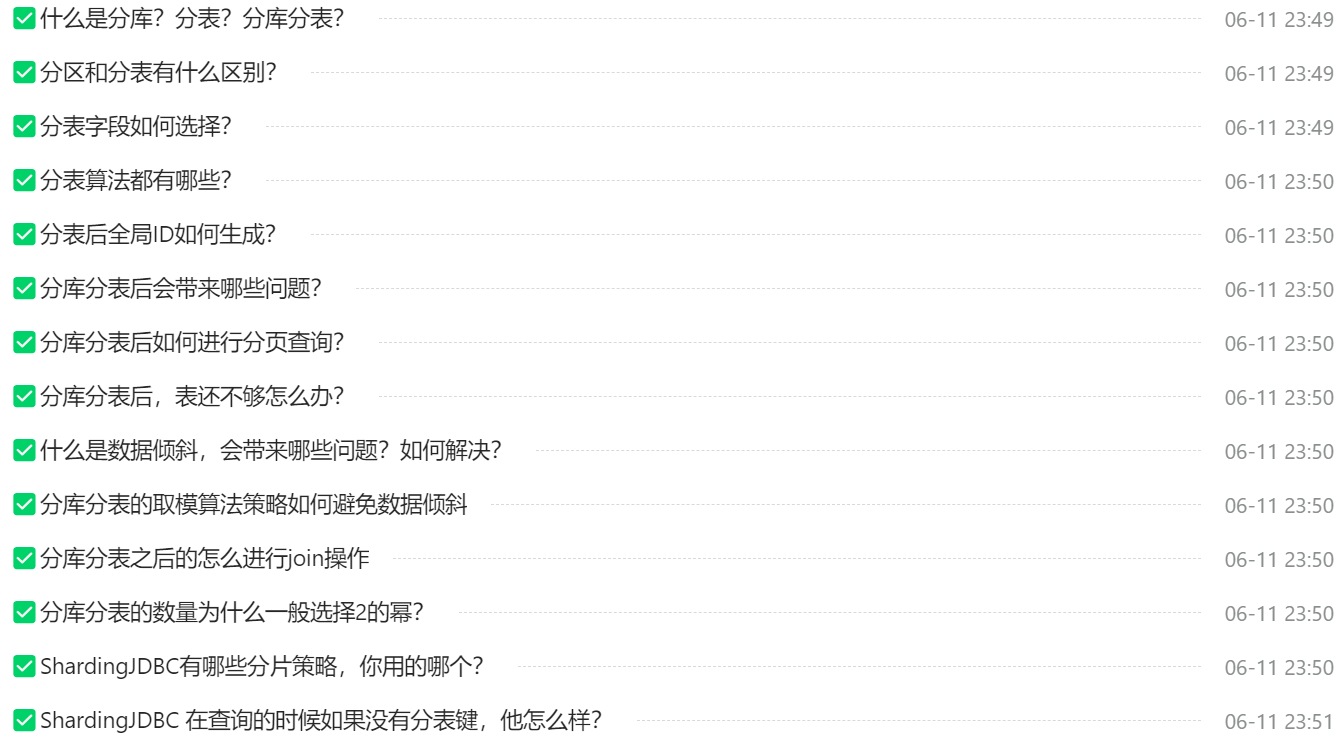 什么是分库？分表？分库分表？ 06-11 23:49
分区和分表有什么区别？ 06-11 23:49
分表字段如何选择？ 06-11 23:49
分表算法都有哪些？ 06-11 23:50
分表后全局ID如何生成？ 06-11 23:50
分库分表后会带来哪些问题？ 06-11 23:50
分库分表后如何进行分页查询？ 06-11 23:50
分库分表后，表还不够怎么办？ 06-11 23:50
什么是数据倾斜，会带来哪些问题？如何解决？ 06-11 23:50
分库分表的取模算法策略如何避免数据倾斜 06-11 23:50
分库分表之后的怎么进行join操作 06-11 23:50
分库分表的数量为什么一般选择2的幂？ 06-11 23:50
ShardingJDBC有哪些分片策略，你用的哪个？ 06-11 23:50
ShardingJDBC 在查询的时候如果没有分表键，他怎么样？ 06-11 23:51